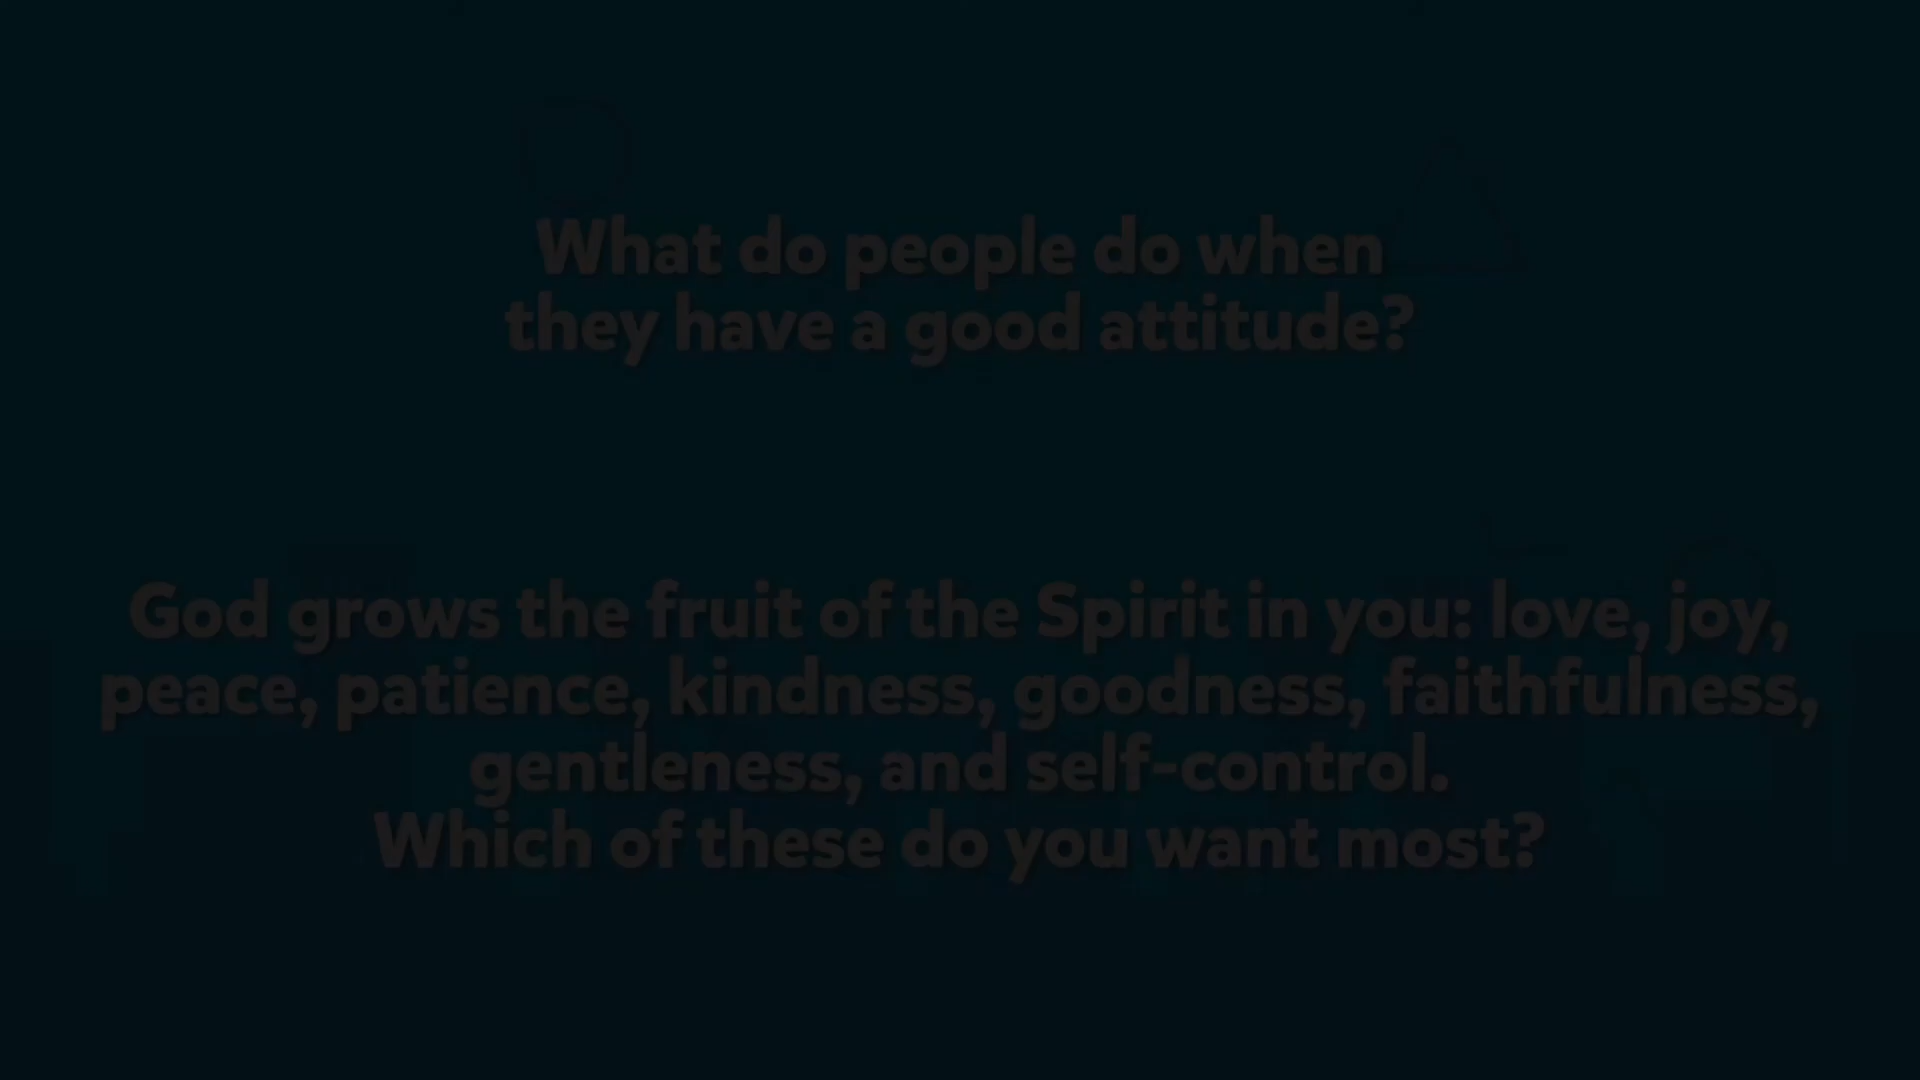 What do people do when
they have a good attitude?
God grows the fruit of the Spirit in you: love, joy,
peace, patience, kindness, goodness, faithfulness,
gentleness, and self-control.
Which of these do you want most?